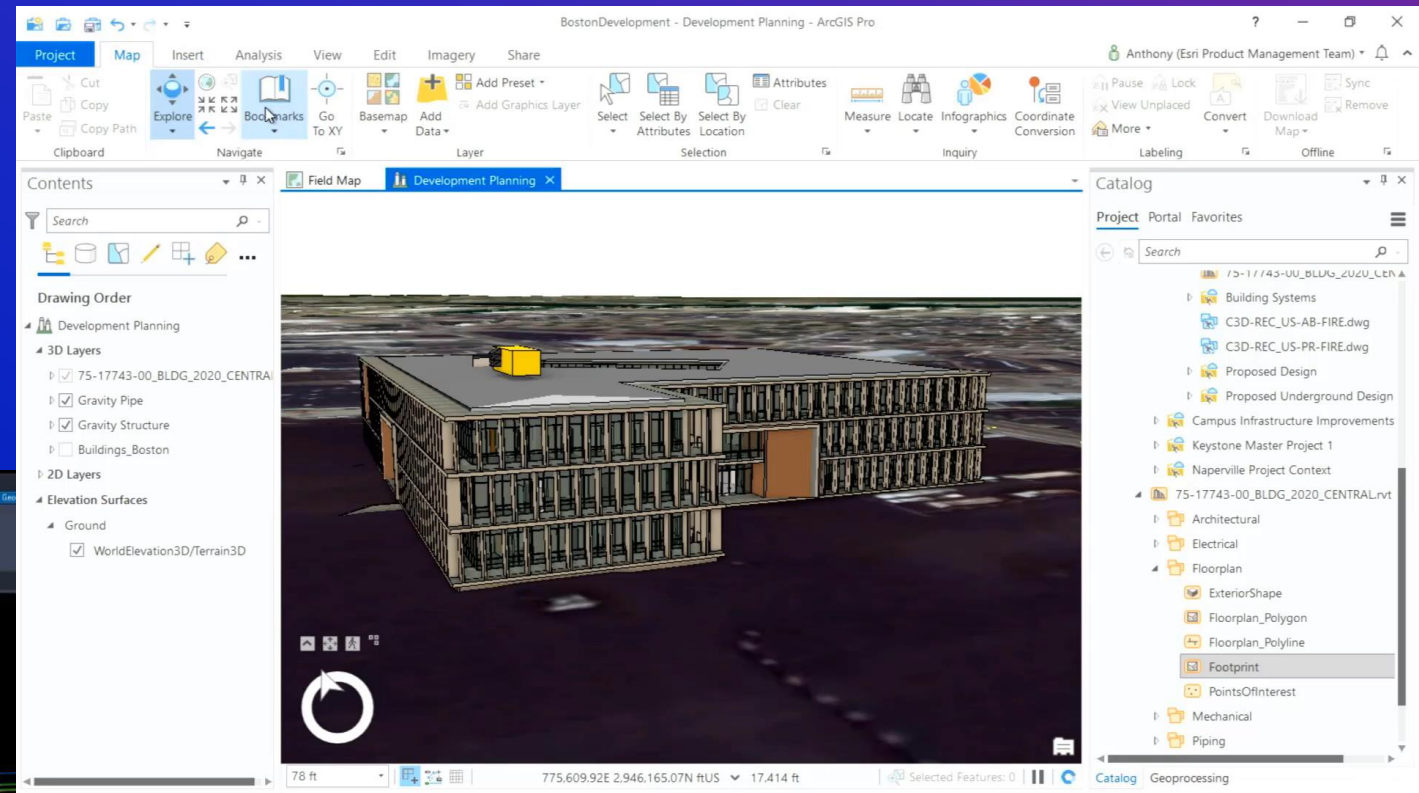 BostonDevelopment - Development Planning - ArcGIS Pro
?
Project Map Insert Analysis View Edit Imagery Share
Anthony (Esri Product Management Team)
Paste
Cut
Copy
Copy Path
Clipboard
Explore
Bookmarks
Go To XY
Navigate
Basemap
Add Data
Add Preset
Add Graphics Layer
Layer
Select
Select By Attributes
Select By Location
Attributes
Clear
Selection
Measure
Locate
Infographics
Coordinate Conversion
Inquiry
Pause
Lock
View Unplaced
More
Convert
Labeling
Download Map
Sync
Remove
Offline
Contents
Search
Drawing Order
Development Planning
3D Layers
75-17743-00_BLDG_2020_CENTRA
Gravity Pipe
Gravity Structure
Buildings_Boston
2D Layers
Elevation Surfaces
Ground
WorldElevation3D/Terrain3D
Field Map
Development Planning
78 ft
775,609.92E 2,946,165.07N ftUS
17.414 ft
Selected Features: 0
Catalog
Project Portal Favorites
Search
75-17743-00_BLDG_2020_CEN
Building Systems
C3D-REC_US-AB-FIRE.dwg
C3D-REC_US-PR-FIRE.dwg
Proposed Design
Proposed Underground Design
Campus Infrastructure Improvements
Keystone Master Project 1
Naperville Project Context
75-17743-00_BLDG_2020_CENTRAL.rvt
Architectural
Electrical
Floorplan
ExteriorShape
Floorplan_Polygon
Floorplan_Polyline
Footprint
PointsOfInterest
Mechanical
Piping
Catalog Geoprocessing